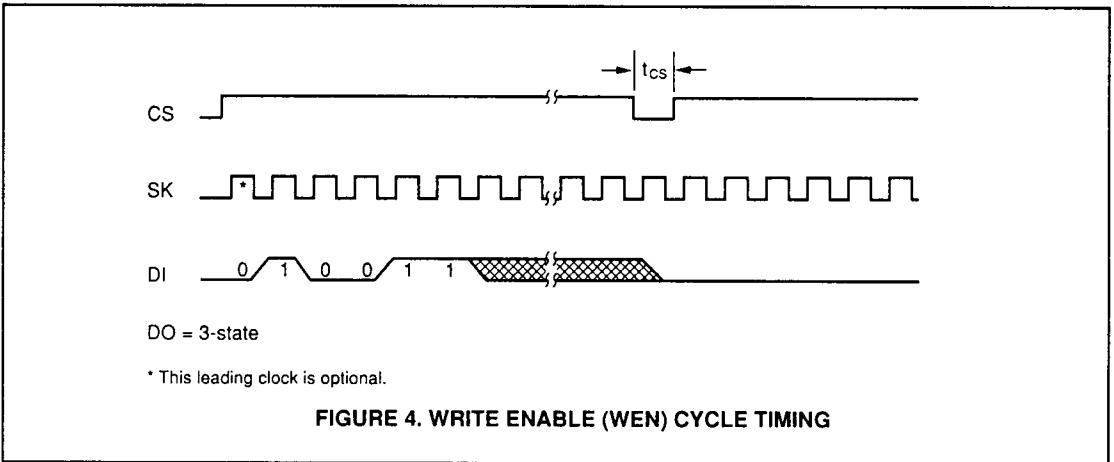 tCS
CS
SK *
DI 0 1 0 0 1 1
DO = 3-state
* This leading clock is optional.
FIGURE 4. WRITE ENABLE (WEN) CYCLE TIMING